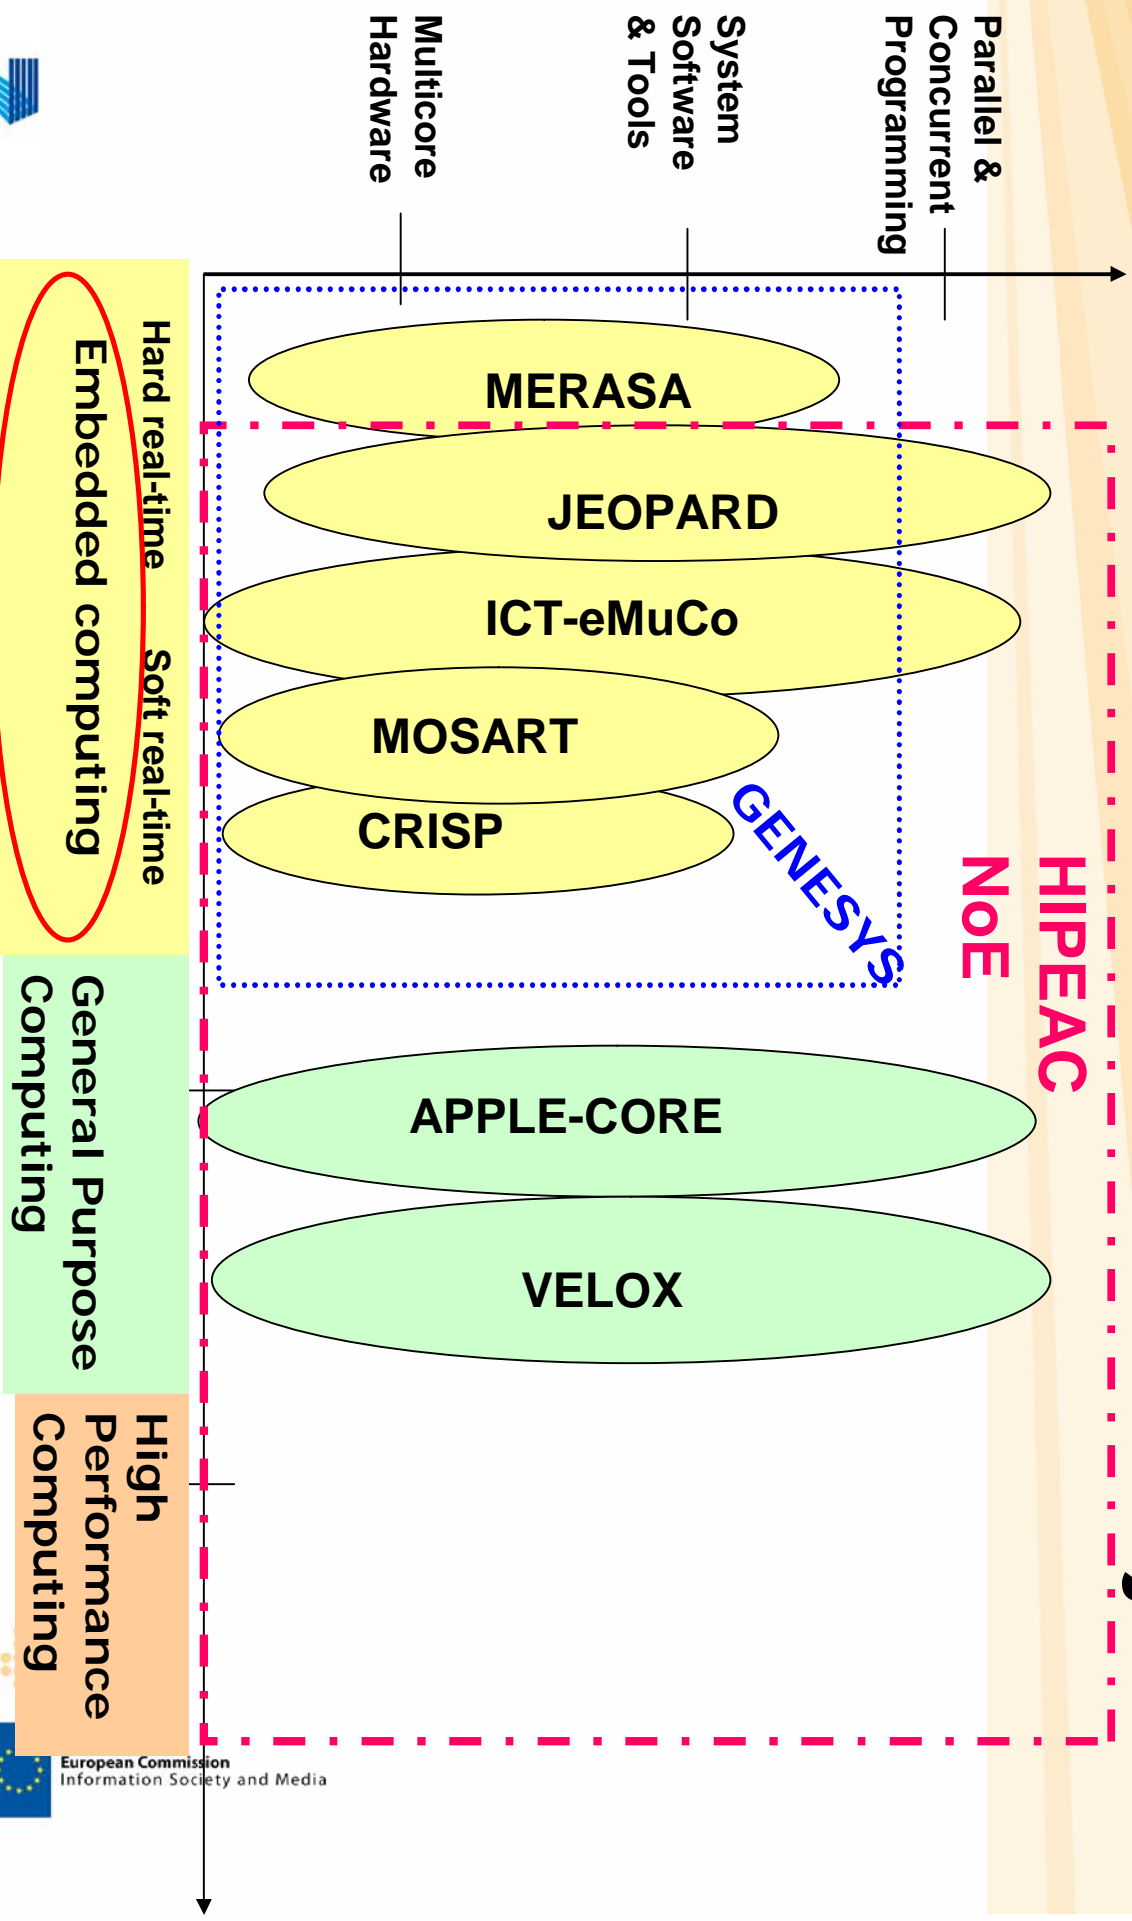 Parallel &
Concurrent
Programming
System
Software
& Tools
Multicore
Hardware
HIPEAC
NoE
GENESYS
MERASA
JEOPARD
ICT-eMuCo
MOSART
CRISP
APPLE-CORE
VELOX
Hard real-time
Soft real-time
Embedded computing
General Purpose
Computing
High
Performance
Computing
European Commission
Information Society and Media